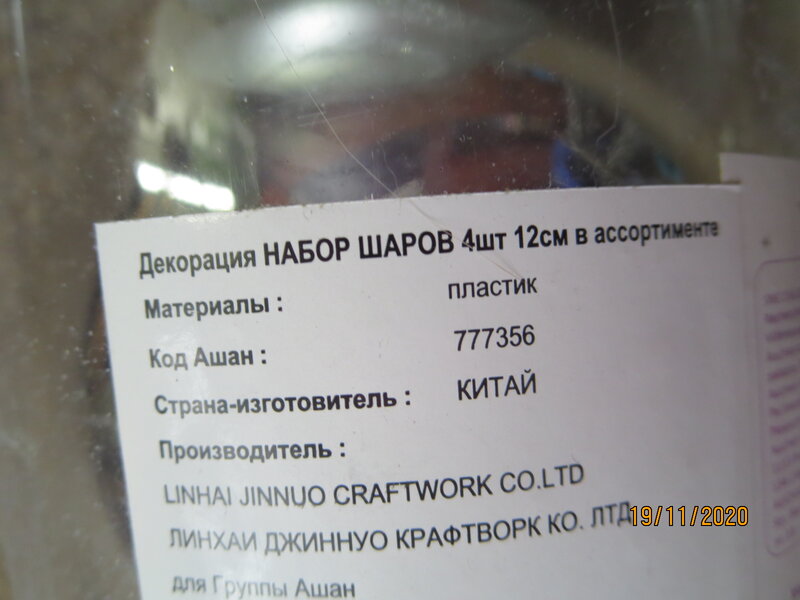 Декорация НАБОР ШАРОВ 4шт 12см в ассортименте
Материалы : пластик
Код Ашан : 777356
Страна-изготовитель : КИТАЙ
Производитель :
LINHAI JINNUO CRAFTWORK CO.LTD
ЛИНХАИ ДЖИННУО КРАФТВОРК КО. ЛТД
для Группы Ашан
19/11/2020